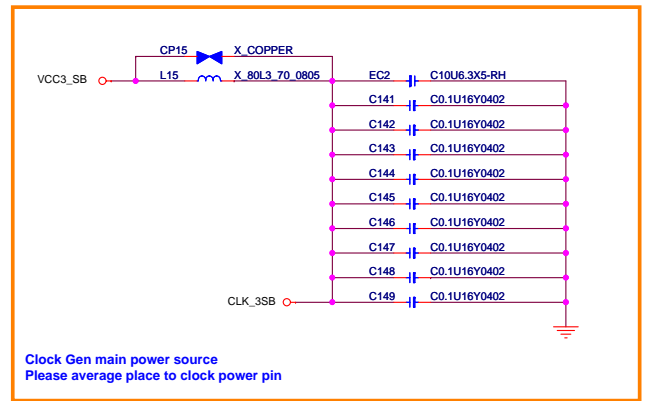 CP15 X_COPPER
VCC3_SB L15 X_80L3_70_0805 EC2 C10U6.3X5-RH
C141 C0.1U16Y0402
C142 C0.1U16Y0402
C143 C0.1U16Y0402
C144 C0.1U16Y0402
C145 C0.1U16Y0402
C146 C0.1U16Y0402
C147 C0.1U16Y0402
C148 C0.1U16Y0402
CLK_3SB C149 C0.1U16Y0402
Clock Gen main power source
Please average place to clock power pin